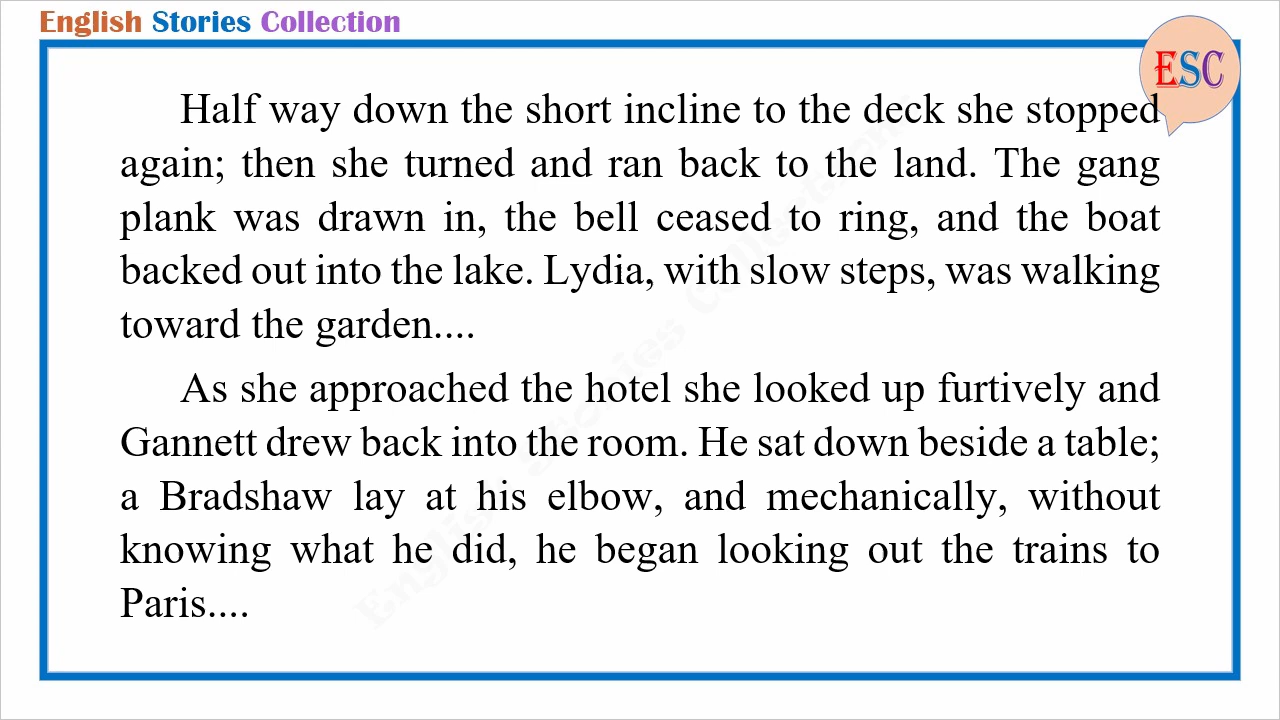 English Stories Collection
ESC
Half way down the short incline to the deck she stopped
again; then she turned and ran back to the land. The gang
plank was drawn in, the bell ceased to ring, and the boat
backed out into the lake. Lydia, with slow steps, was walking
toward the garden....
As she approached the hotel she looked up furtively and
Gannett drew back into the room. He sat down beside a table;
a Bradshaw lay at his elbow, and mechanically, without
knowing what he did, he began looking out the trains to
Paris....
English Stories Collection